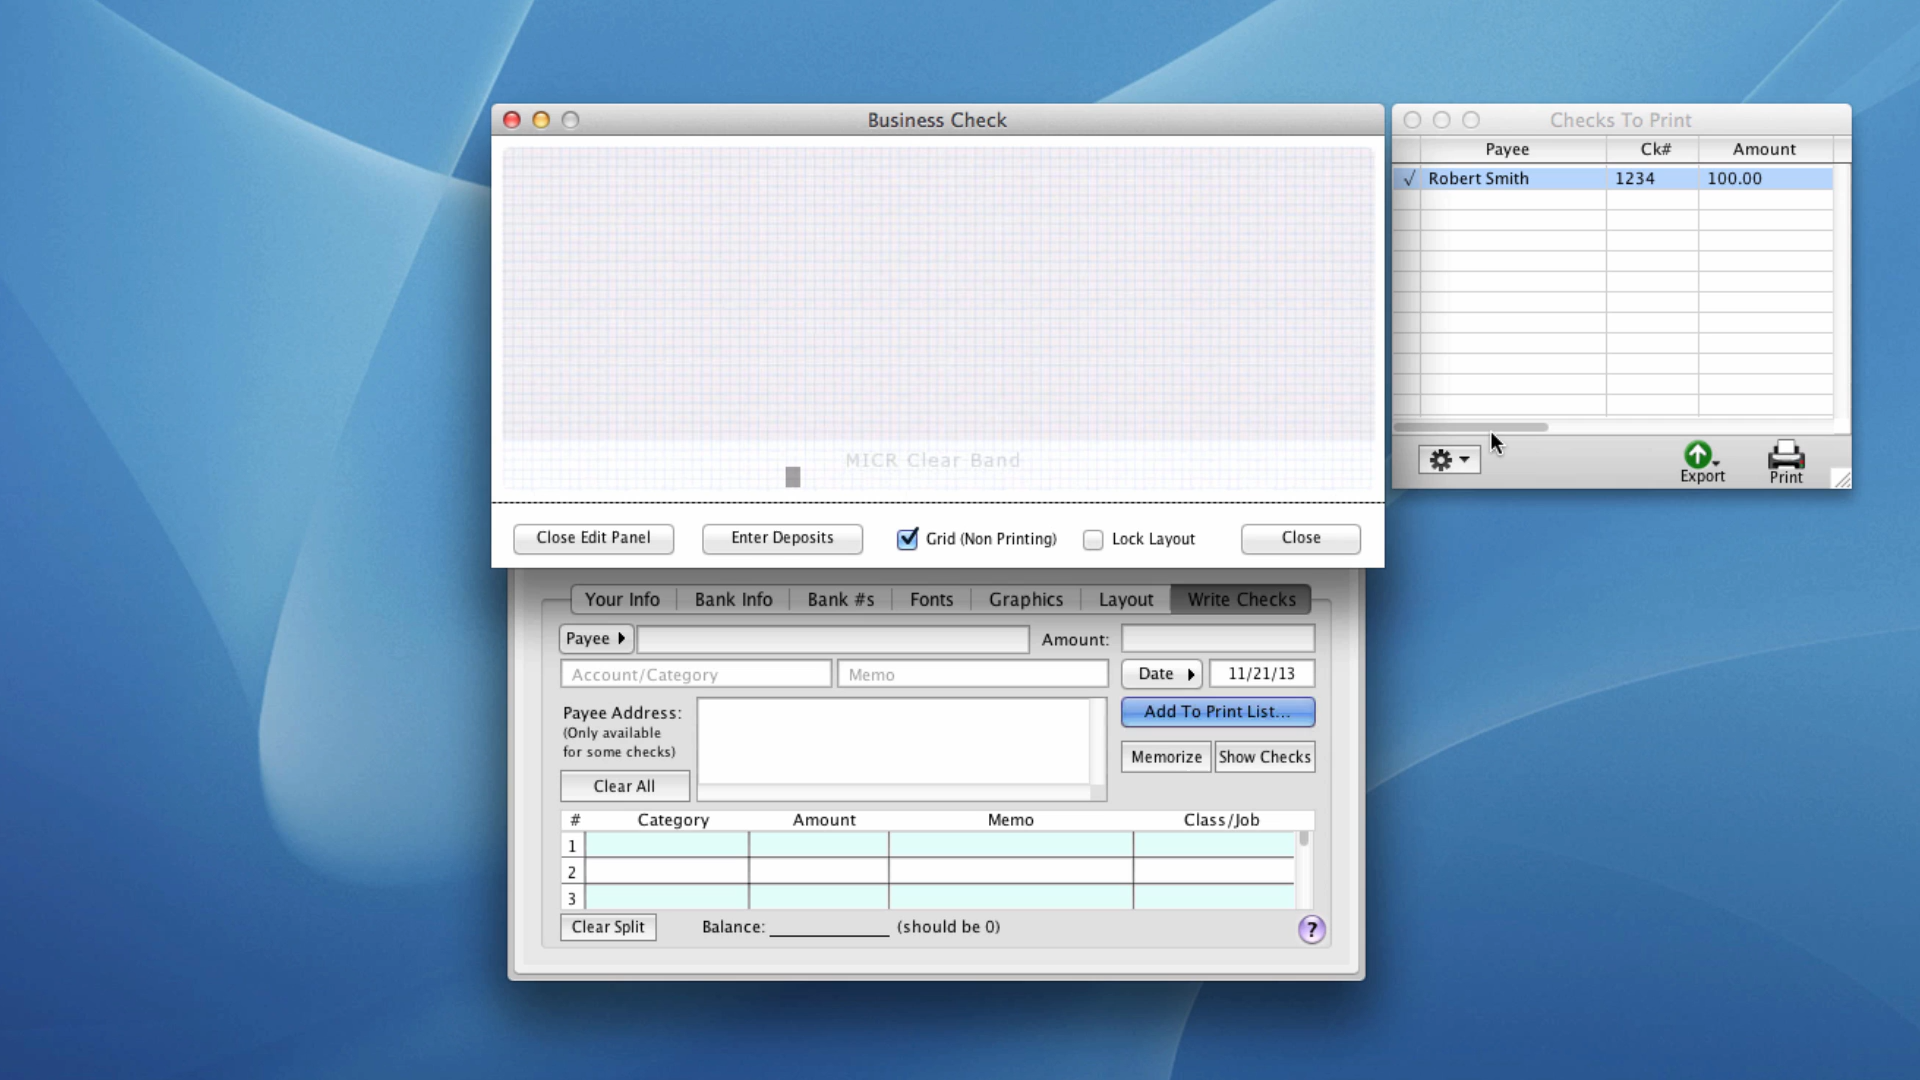 Business Check
MICR Clear Band
Close Edit Panel
Enter Deposits
Grid (Non Printing)
Lock Layout
Close
Checks To Print
Payee Ck# Amount
√ Robert Smith 1234 100.00
Export
Print
Your Info
Bank Info
Bank #s
Fonts
Graphics
Layout
Write Checks
Payee
Amount:
Account/Category
Memo
Date
11/21/13
Payee Address:
(Only available
for some checks)
Add To Print List...
Memorize
Show Checks
Clear All
# Category Amount Memo Class/Job
1
2
3
Clear Split
Balance: (should be 0)
?